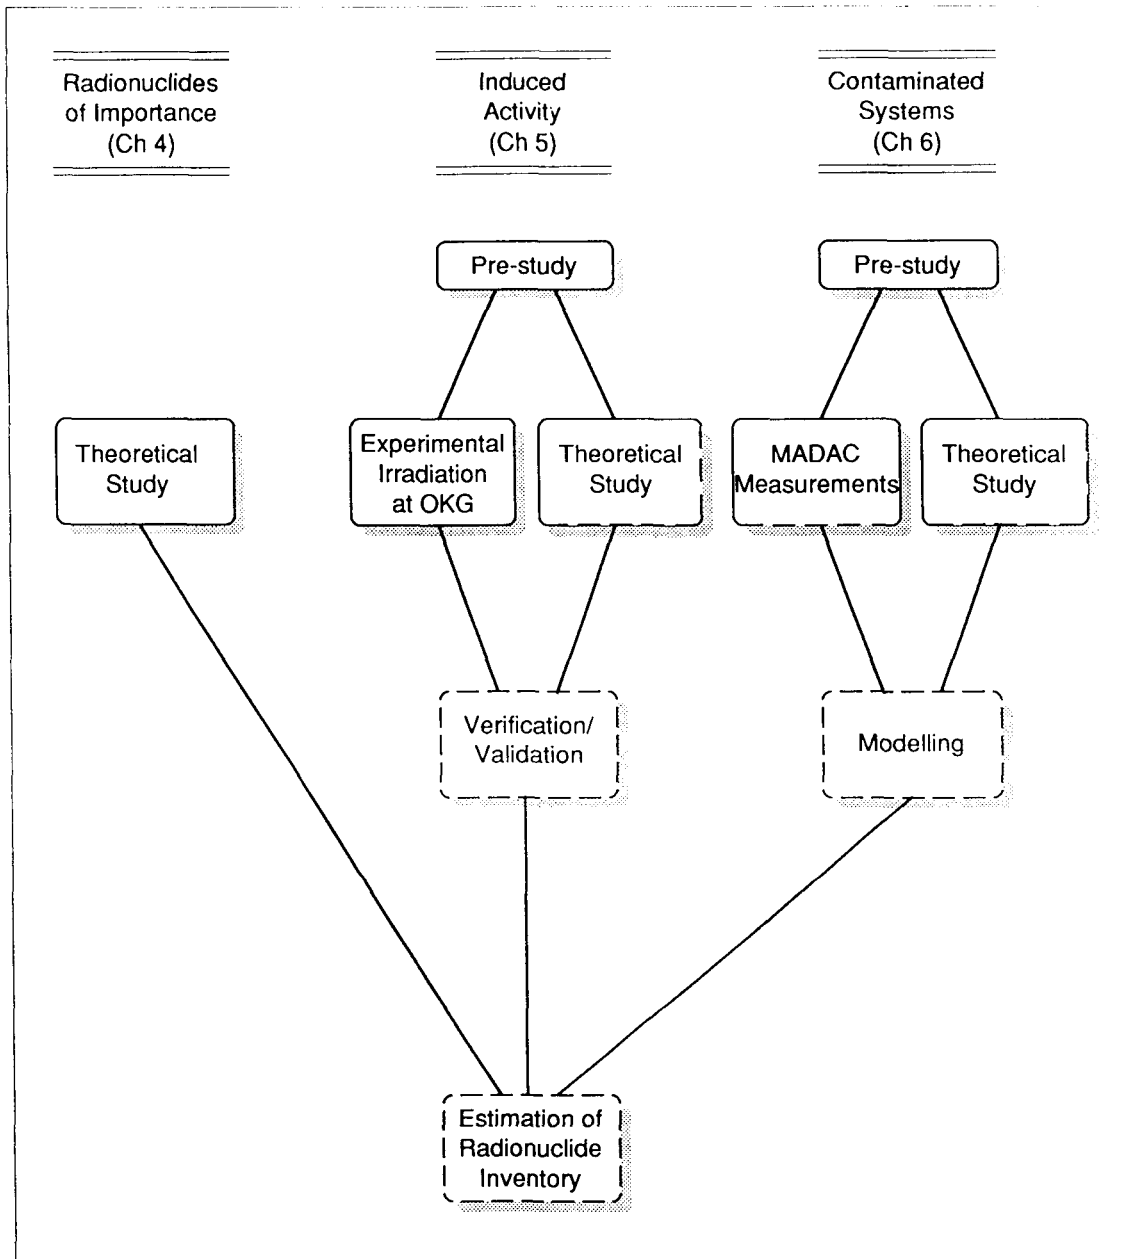 Radionuclides
of Importance
(Ch 4)
Induced
Activity
(Ch 5)
Contaminated
Systems
(Ch 6)
Pre-study
Pre-study
Theoretical
Study
Experimental
Irradiation
at OKG
Theoretical
Study
MADAC
Measurements
Theoretical
Study
Verification/
Validation
Modelling
Estimation of
Radionuclide
Inventory